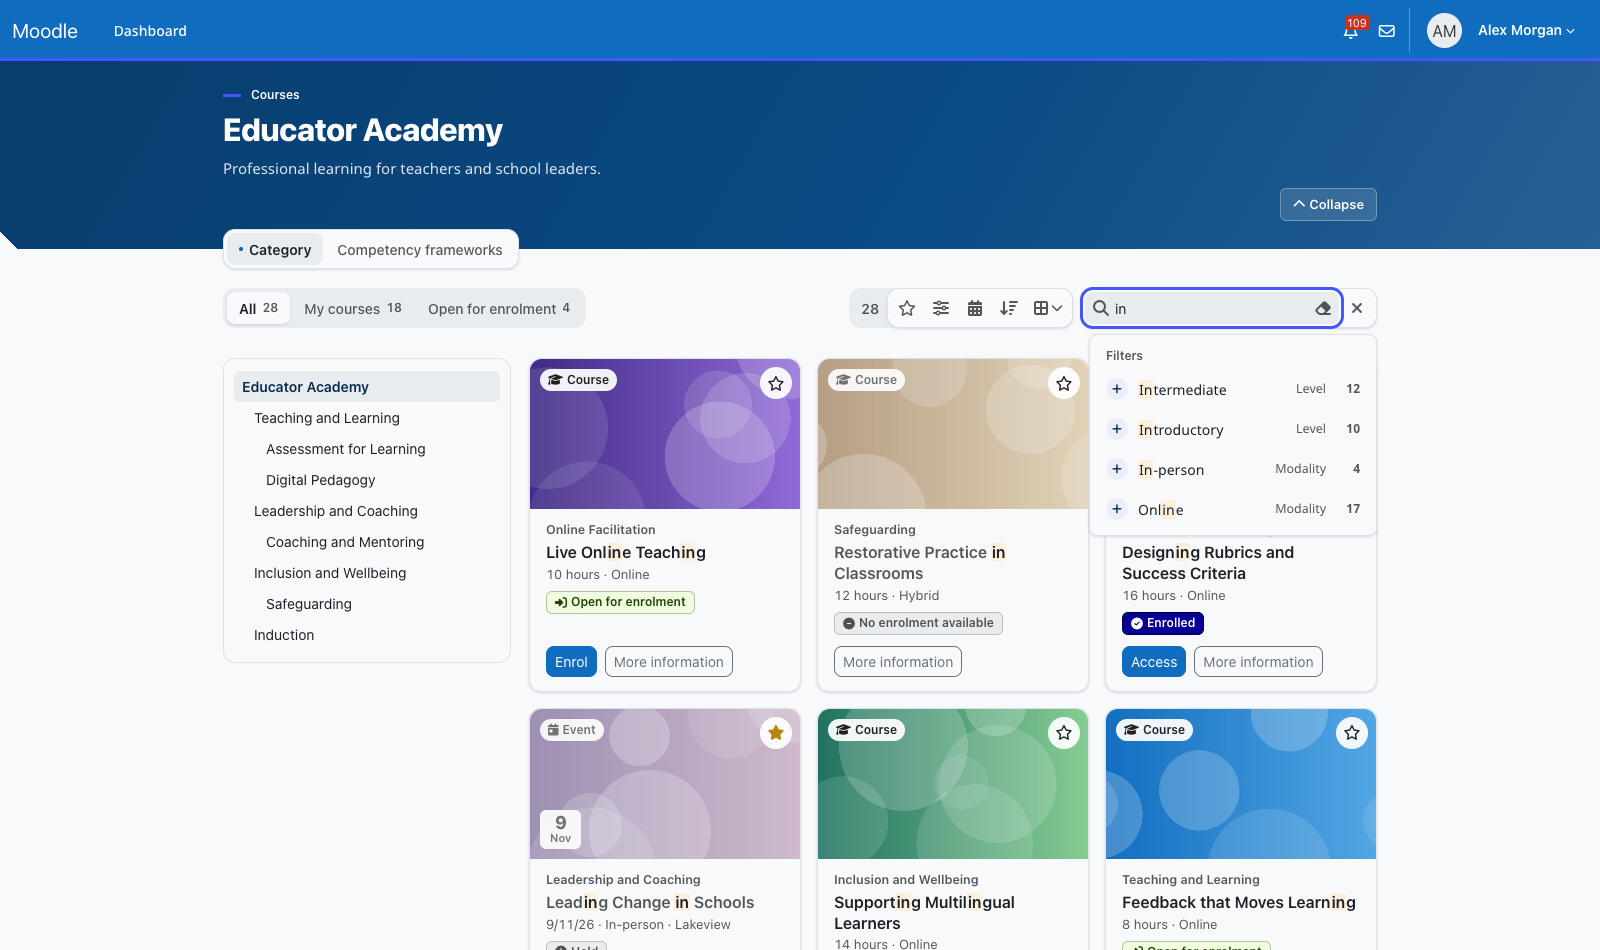 Moodle
Dashboard
109
AM
Alex Morgan
Courses
Educator Academy
Professional learning for teachers and school leaders.
Collapse
Category
Competency frameworks
All 28
My courses 18
Open for enrolment 4
28
in
Filters
Intermediate Level 12
Introductory Level 10
In-person Modality 4
Online Modality 17
Educator Academy
Teaching and Learning
Assessment for Learning
Digital Pedagogy
Leadership and Coaching
Coaching and Mentoring
Inclusion and Wellbeing
Safeguarding
Induction
Course
Online Facilitation
Live Online Teaching
10 hours · Online
Open for enrolment
Enrol
More information
Course
Safeguarding
Restorative Practice in
Classrooms
12 hours · Hybrid
No enrolment available
More information
Designing Rubrics and
Success Criteria
16 hours · Online
Enrolled
Access
More information
Event
9
Nov
Leadership and Coaching
Leading Change in Schools
9/11/26 · In-person · Lakeview
Held
Course
Inclusion and Wellbeing
Supporting Multilingual
Learners
14 hours · Online
Course
Teaching and Learning
Feedback that Moves Learning
8 hours · Online
Open for enrolment